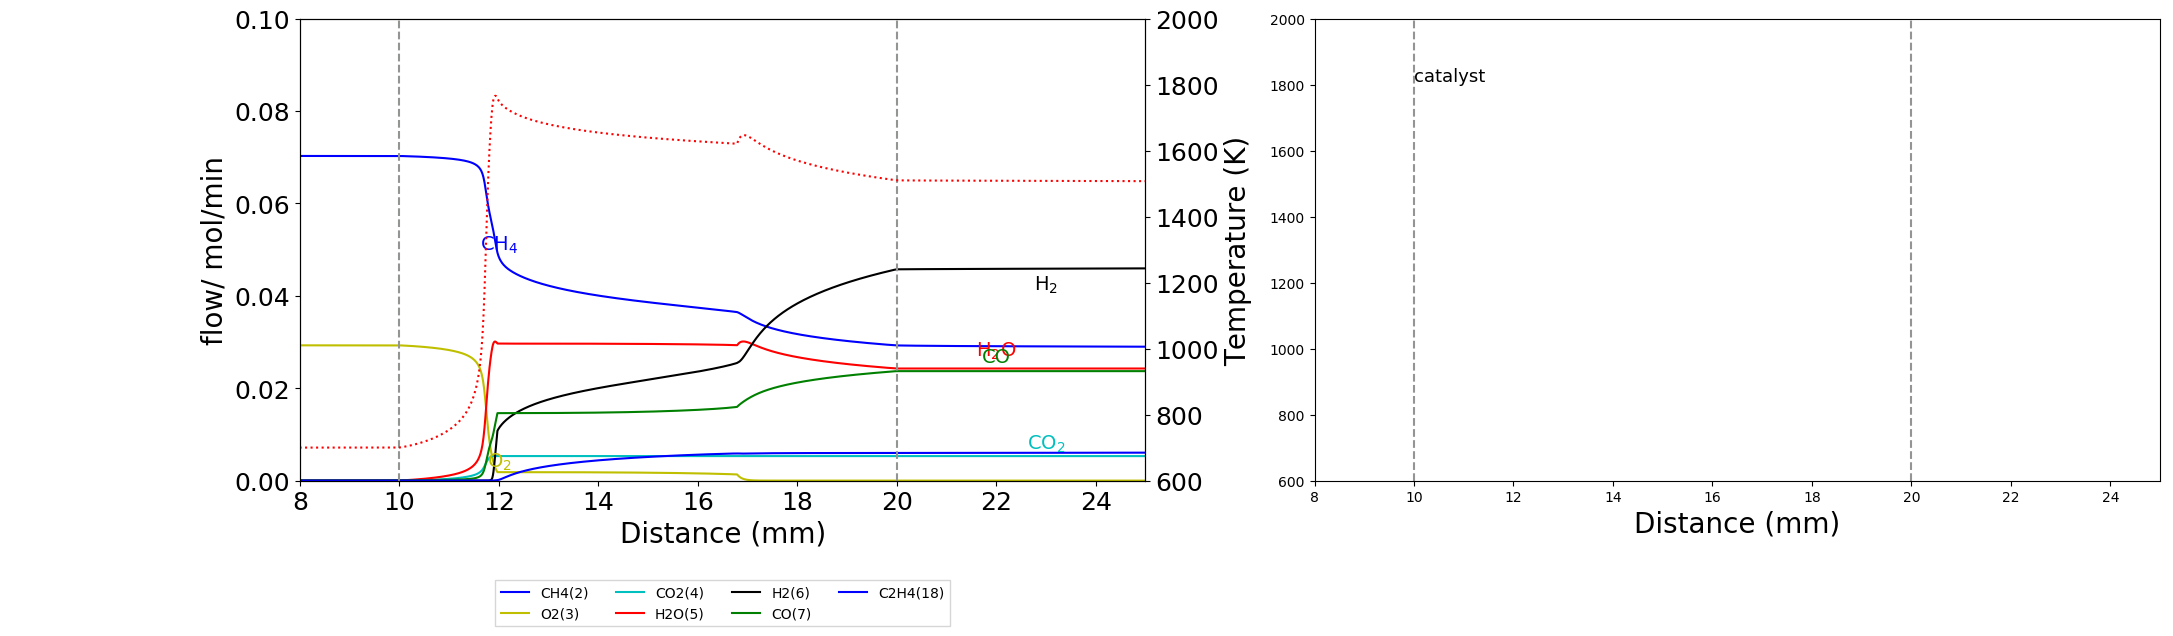 0.10
0.08
0.06
0.04
0.02
0.00
flow/ mol/min
8 10 12 14 16 18 20 22 24
Distance (mm)
2000
1800
1600
1400
1200
1000
800
600
Temperature (K)
CH₄
H₂
H₂O
CO
CO₂
O₂
CH4(2) CO2(4) H2(6) C2H4(18)
O2(3) H2O(5) CO(7)
2000
1800
1600
1400
1200
1000
800
600
catalyst
8 10 12 14 16 18 20 22 24
Distance (mm)